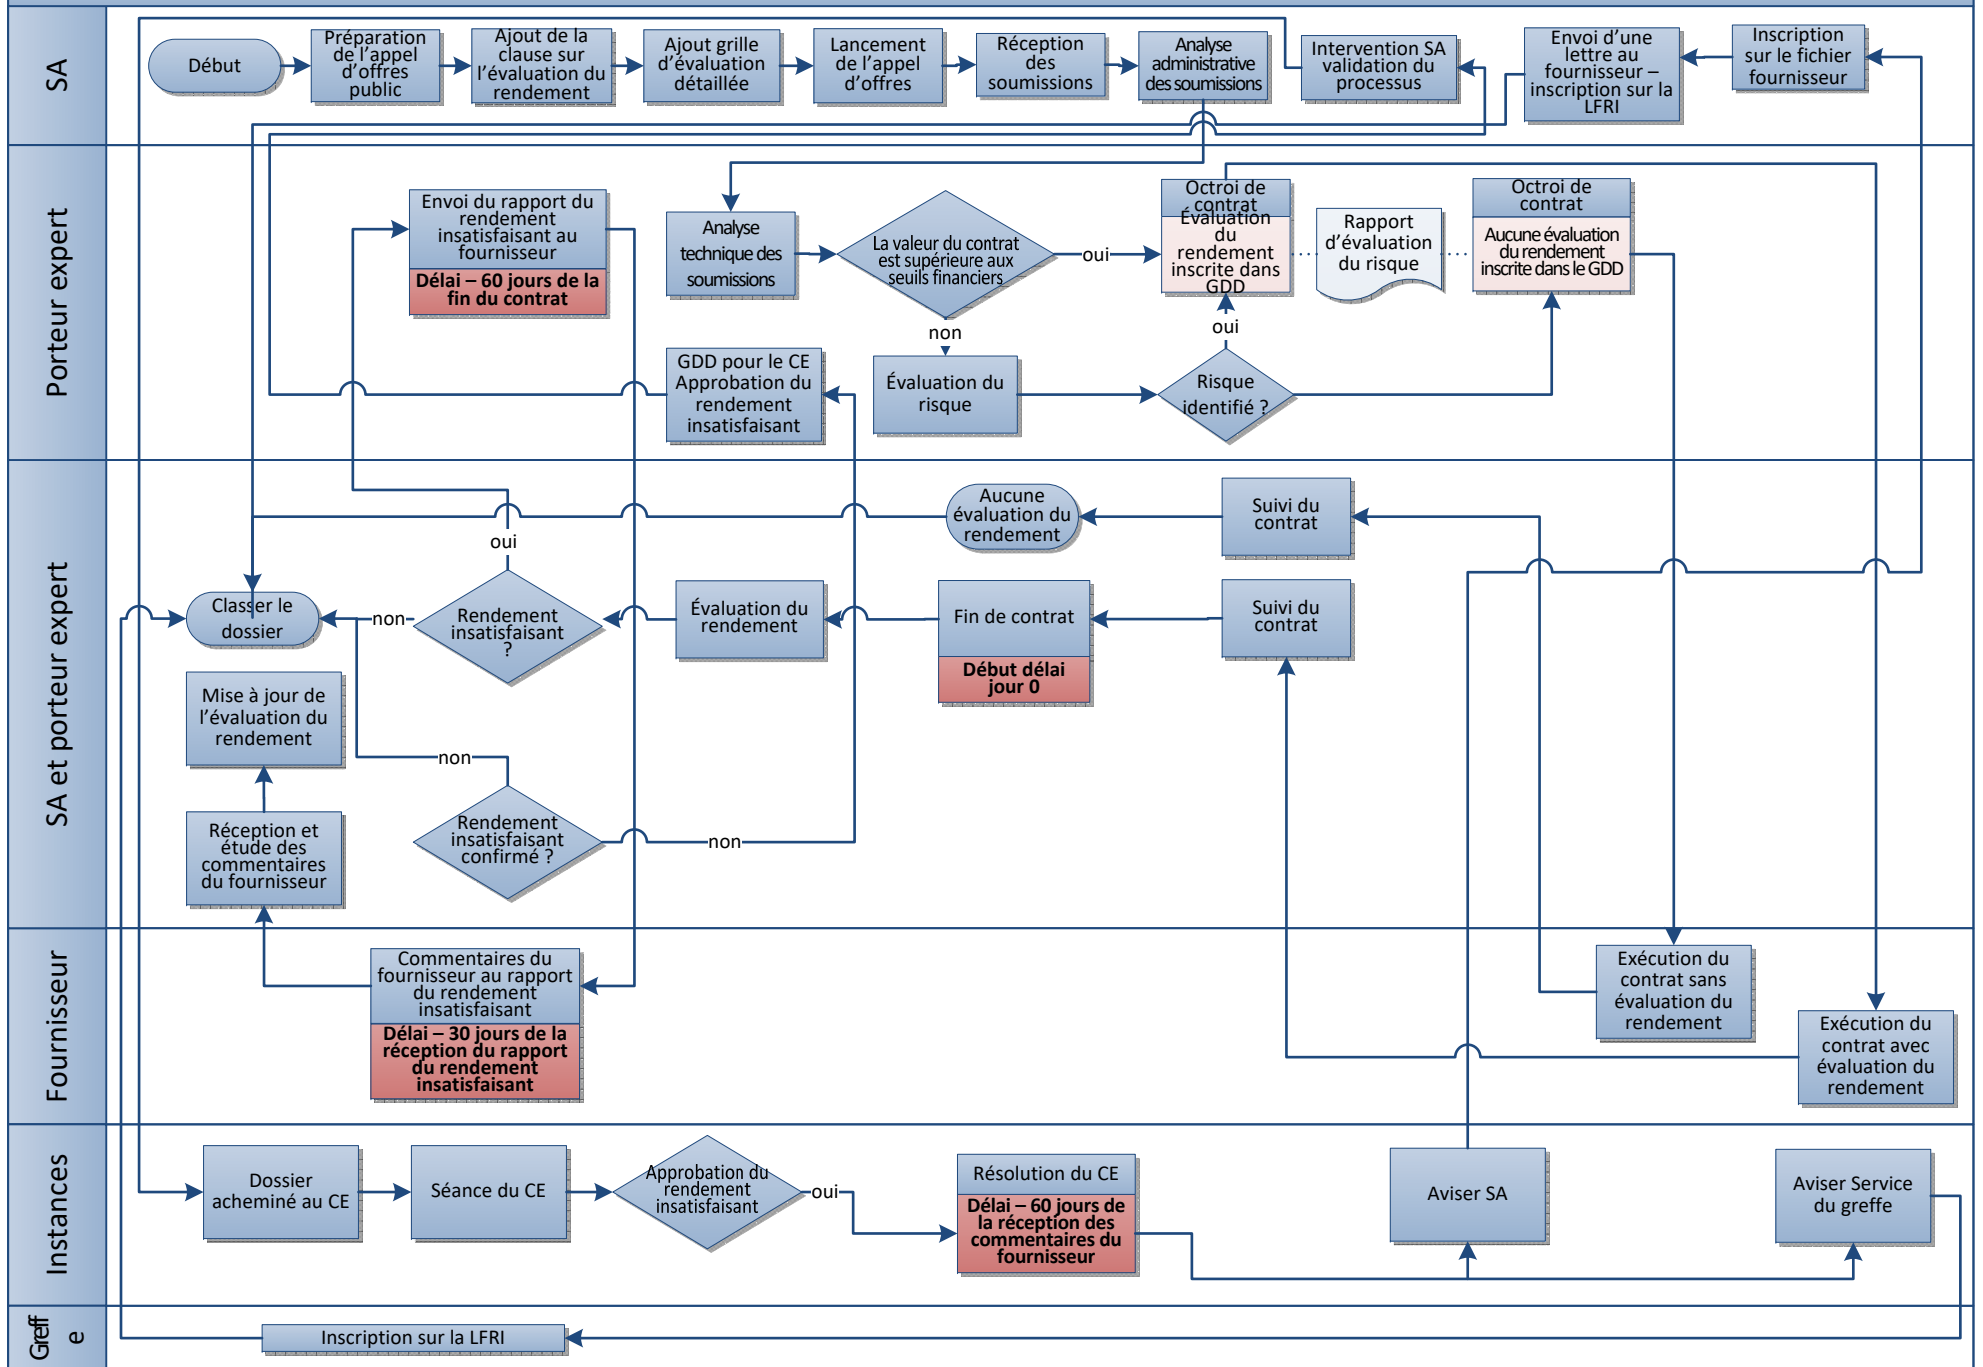 SA
Début
Préparation
de l'appel
d'offres
public
Ajout de la
clause sur
l'évaluation du
rendement
Ajout grille
d'évaluation
détaillée
Lancement
de l'appel
d'offres
Réception
des
soumissions
Analyse
administrative
des soumissions
Intervention SA
validation du
processus
Envoi d'une
lettre au
fournisseur –
inscription sur la
LFRI
Inscription
sur le fichier
fournisseur
Porteur expert
Envoi du rapport du
rendement
insatisfaisant au
fournisseur
Délai – 60 jours de la
fin du contrat
Analyse
technique des
soumissions
La valeur du contrat
est supérieure aux
seuils financiers
oui
non
Octroi de
contrat
Évaluation
du
rendement
inscrite dans
GDD
Rapport
d'évaluation
du risque
Octroi de
contrat
Aucune évaluation
du rendement
inscrite dans le GDD
oui
GDD pour le CE
Approbation du
rendement
insatisfaisant
Évaluation du
risque
Risque
identifié ?
SA et porteur expert
Aucune
évaluation du
rendement
Suivi du
contrat
oui
Classer le
dossier
non
Rendement
insatisfaisant
?
Évaluation du
rendement
Fin de contrat
Début délai
jour 0
Suivi du
contrat
Mise à jour de
l'évaluation du
rendement
non
Réception et
étude des
commentaires
du fournisseur
Rendement
insatisfaisant
confirmé ?
non
Fournisseur
Commentaires du
fournisseur au rapport
du rendement
insatisfaisant
Délai – 30 jours de la
réception du rapport
du rendement
insatisfaisant
Exécution du
contrat sans
évaluation du
rendement
Exécution du
contrat avec
évaluation du
rendement
Instances
Dossier
acheminé au CE
Séance du CE
Approbation du
rendement
insatisfaisant
oui
Résolution du CE
Délai – 60 jours de
la réception des
commentaires du
fournisseur
Aviser SA
Aviser Service
du greffe
Greff
e
Inscription sur la LFRI